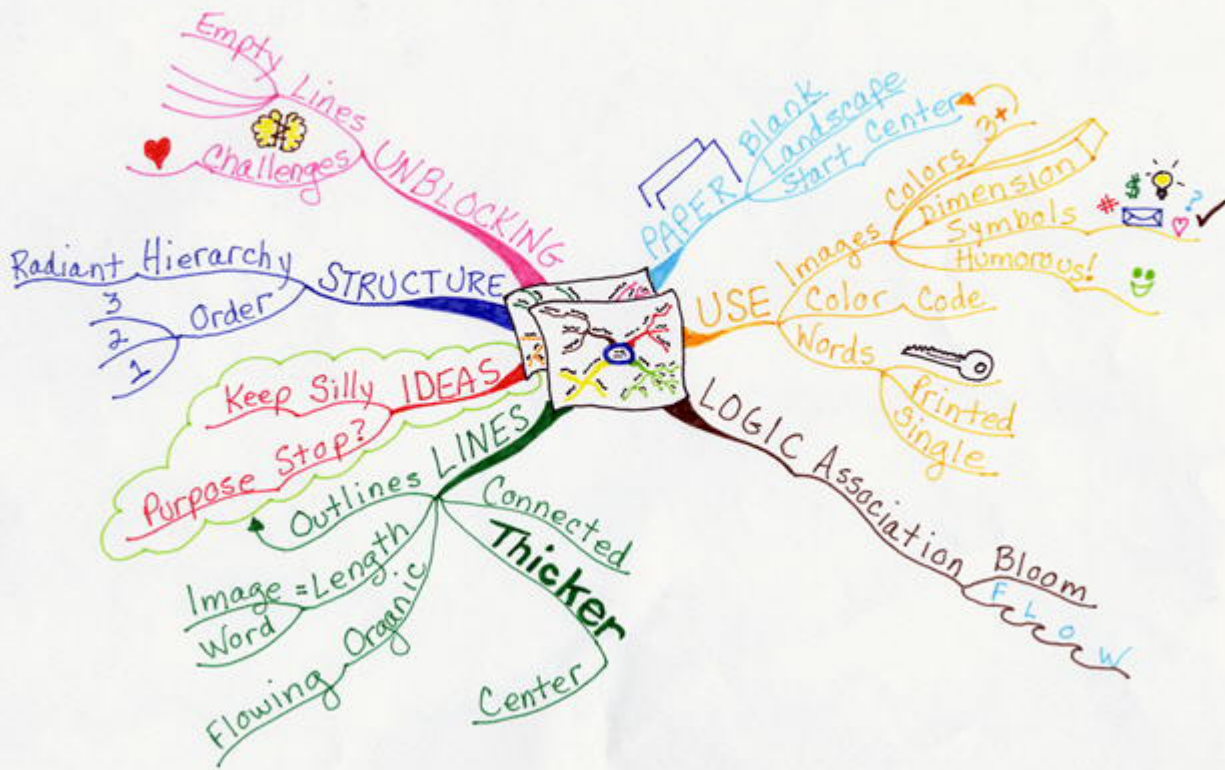 Empty
Lines
Challenges
UNBLOCKING
Radiant Hierarchy
STRUCTURE
3
2
1
Order
Keep Silly
IDEAS
Purpose Stop?
LINES
Outlines
Image = Length
Word
Flowing Organic
Connected
Thicker
Center
PAPER
Blank
Landscape
Start Center
USE
Images
Colors
3+
Dimension
Symbols
# $ ?
Humorous!
Color Code
Words
Printed
Single
LOGIC Association
Bloom
FLOW